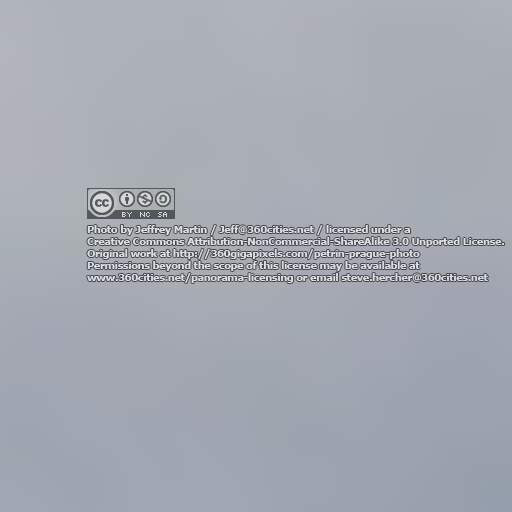 cc
BY NC SA
Photo by Jeffrey Martin / Jeff@360cities.net / licensed under a
Creative Commons Attribution-NonCommercial-ShareAlike 3.0 Unported License.
Original work at http://360gigapixels.com/petrin-prague-photo
Permissions beyond the scope of this license may be available at
www.360cities.net/panorama-licensing or email steve.hercher@360cities.net